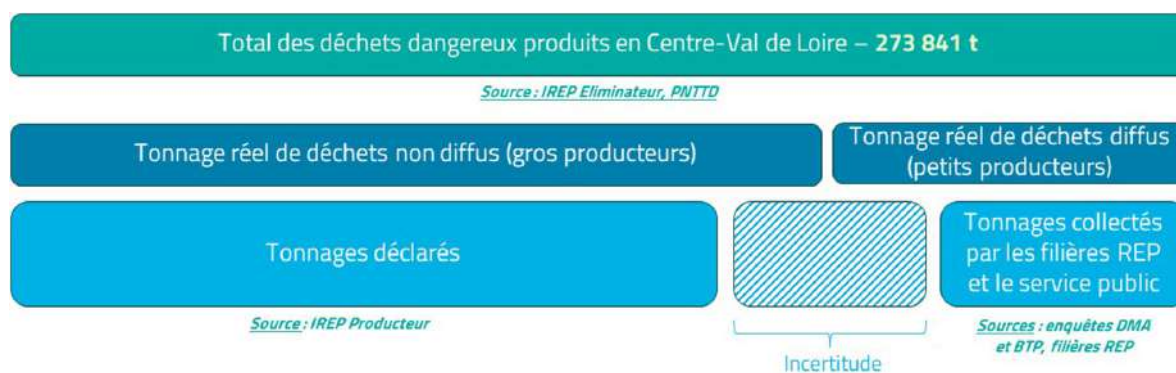 Total des déchets dangereux produits en Centre-Val de Loire – 273 841 t
Source : IREP Eliminateur, PNTTD
Tonnage réel de déchets non diffus (gros producteurs)
Tonnage réel de déchets diffus
(petits producteurs)
Tonnages déclarés
Tonnages collectés
par les filières REP
et le service public
Source : IREP Producteur
Sources : enquêtes DMA
et BTP, filières REP
Incertitude